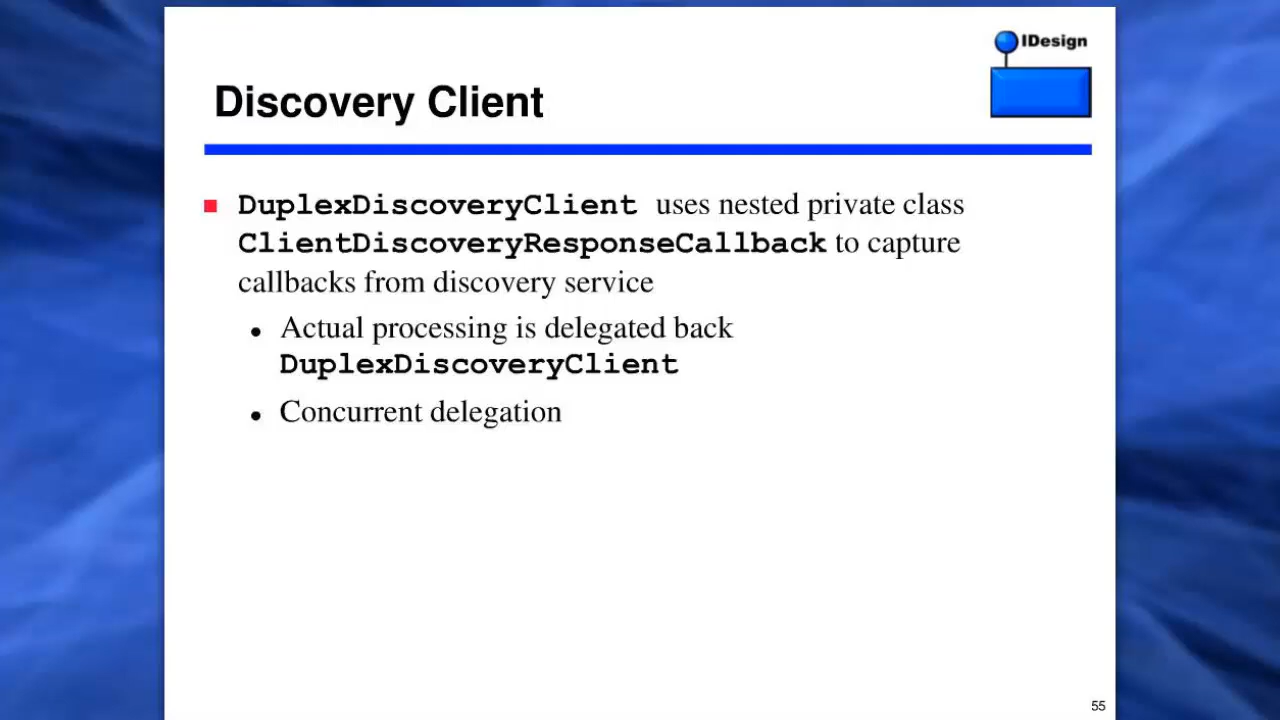 IDesign
Discovery Client
DuplexDiscoveryClient uses nested private class
ClientDiscoveryResponseCallback to capture
callbacks from discovery service
Actual processing is delegated back
DuplexDiscoveryClient
Concurrent delegation
55